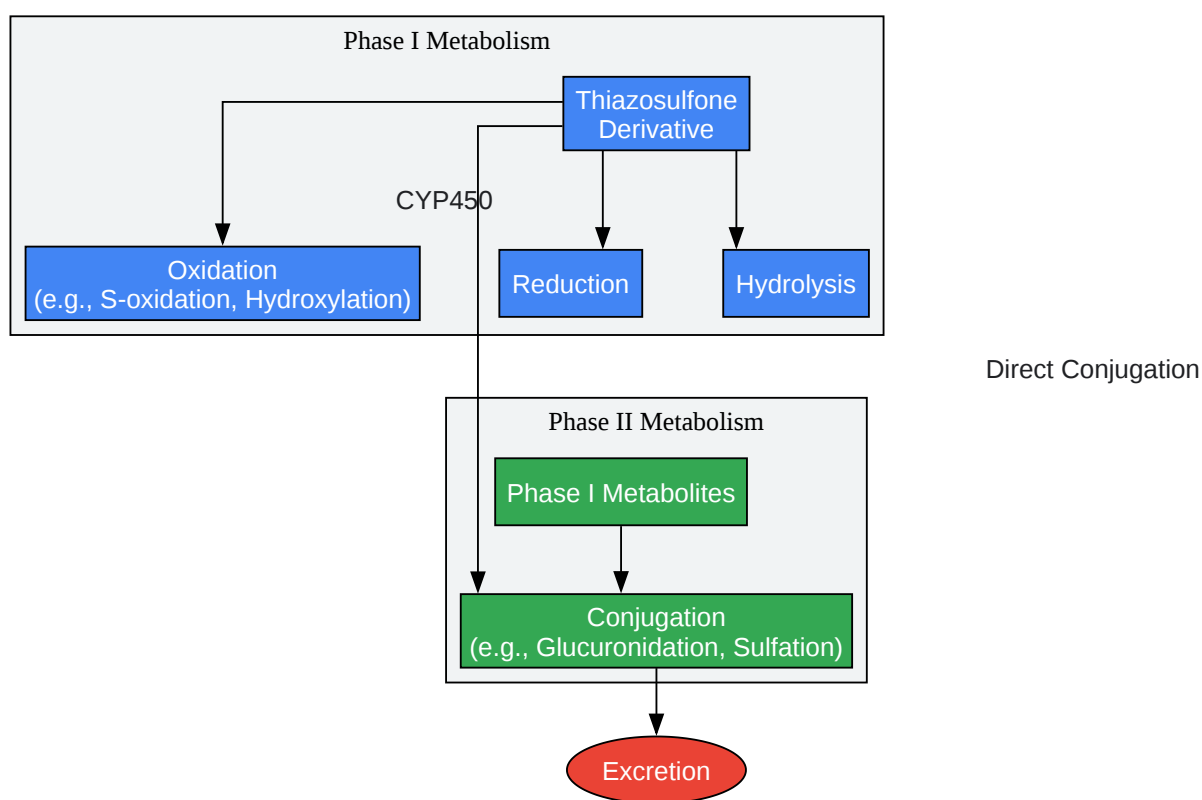 Phase I Metabolism
Thiazosulfone
Derivative
CYP450
Oxidation
(e.g., S-oxidation, Hydroxylation)
Reduction
Hydrolysis
Direct Conjugation
Phase II Metabolism
Phase I Metabolites
Conjugation
(e.g., Glucuronidation, Sulfation)
Excretion